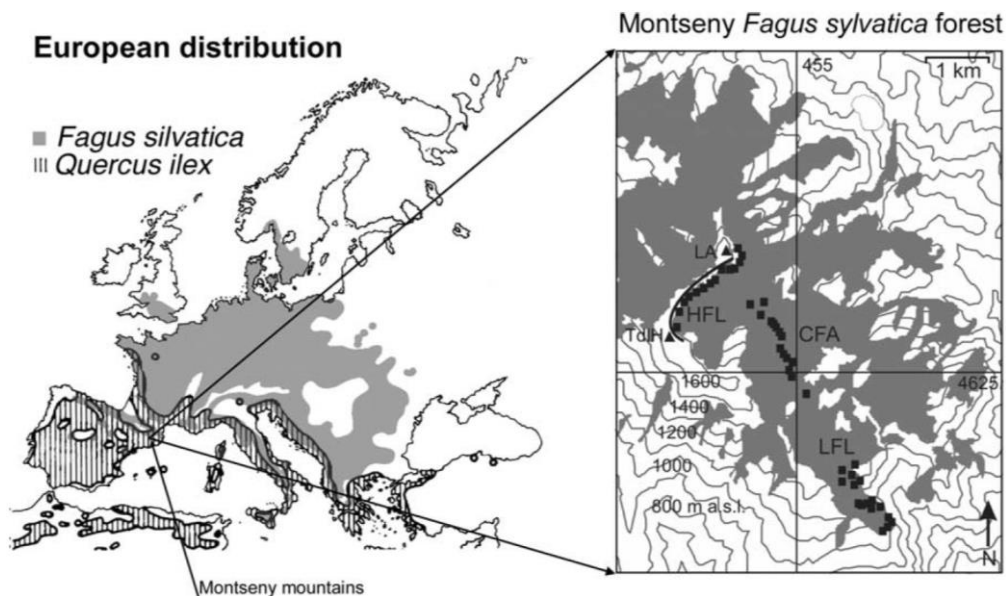 European distribution
Fagus silvatica
Quercus ilex
Montseny mountains
Montseny Fagus sylvatica forest
455
1 km
LA
HFL
TdlH
CFA
4625
1600
1400
1200
1000
800 m a.s.l.
LFL
N